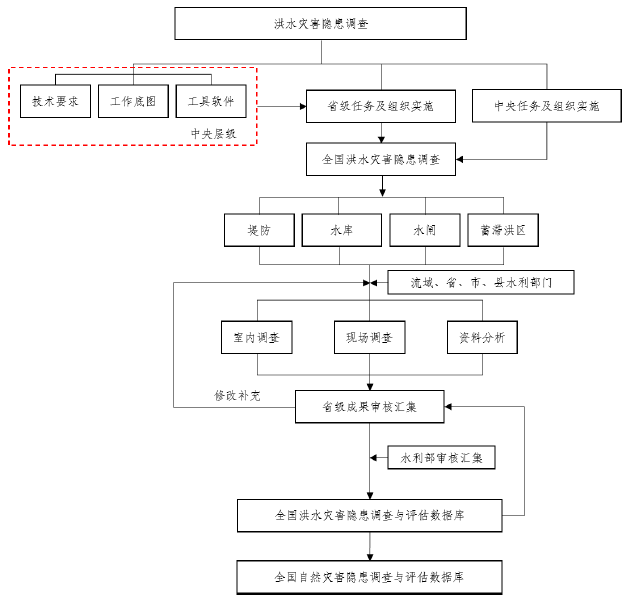 洪水灾害隐患调查
技术要求
工作底图
工具软件
中央层级
省级任务及组织实施
中央任务及组织实施
全国洪水灾害隐患调查
堤防
水库
水闸
蓄滞洪区
流域、省、市、县水利部门
室内调查
现场调查
资料分析
修改补充
省级成果审核汇集
水利部审核汇集
全国洪水灾害隐患调查与评估数据库
全国自然灾害隐患调查与评估数据库